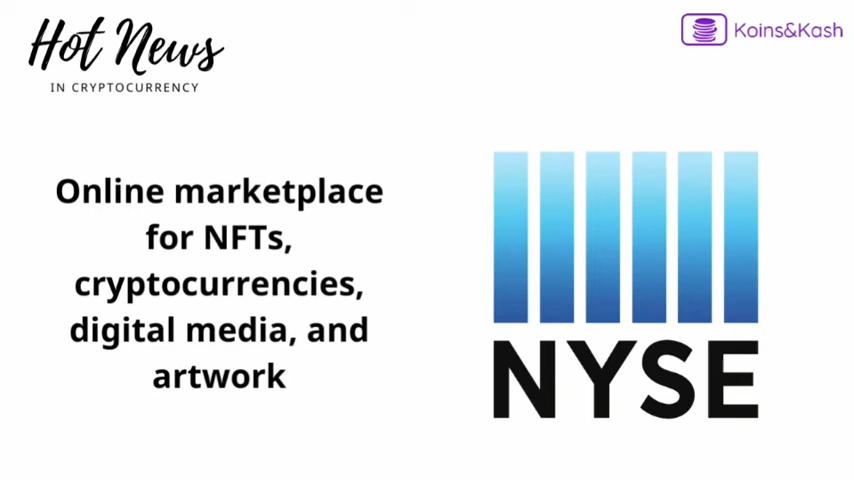 Hot News
IN CRYPTOCURRENCY
Koins&Kash
Online marketplace
for NFTs,
cryptocurrencies,
digital media, and
artwork
NYSE